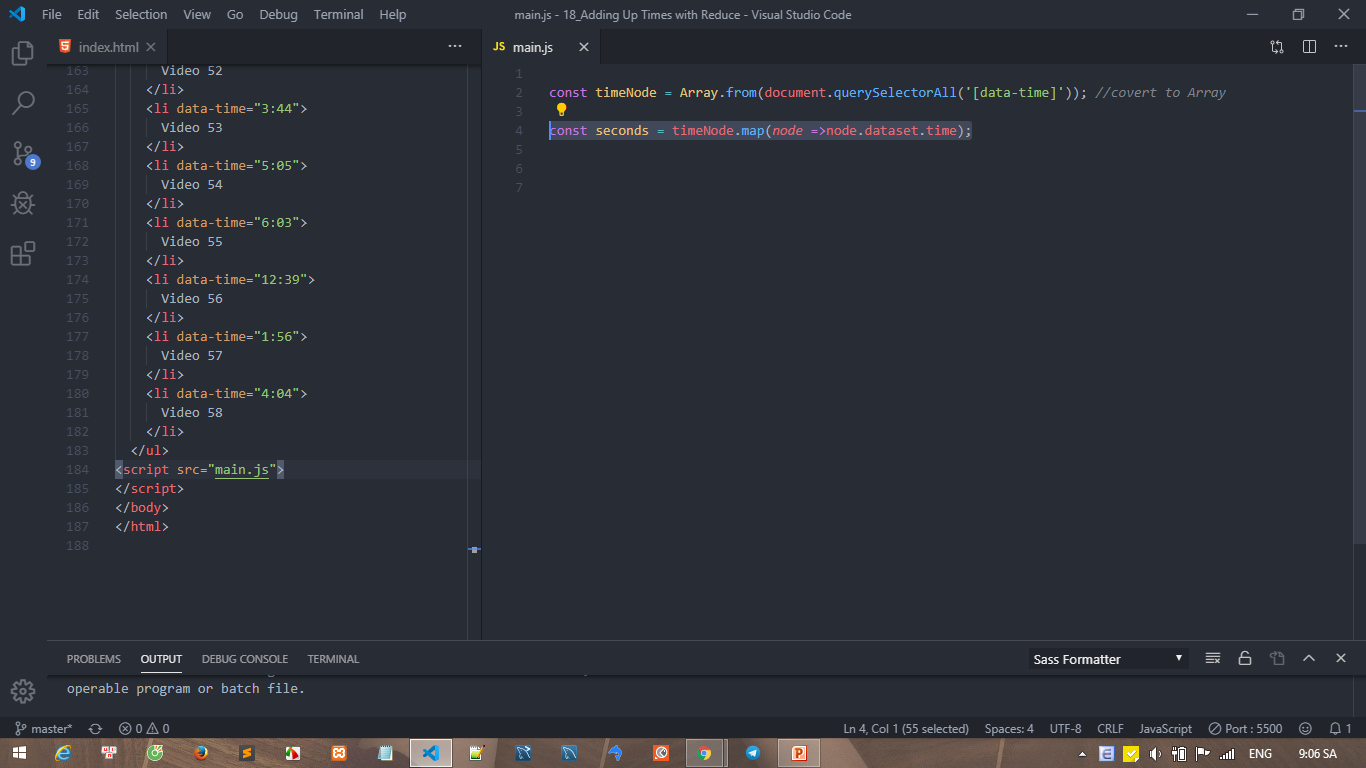 File Edit Selection View Go Debug Terminal Help
main.js - 18_Adding Up Times with Reduce - Visual Studio Code
index.html
163 Video 52
164 </li>
165 <li data-time="3:44">
166 Video 53
167 </li>
168 <li data-time="5:05">
169 Video 54
170 </li>
171 <li data-time="6:03">
172 Video 55
173 </li>
174 <li data-time="12:39">
175 Video 56
176 </li>
177 <li data-time="1:56">
178 Video 57
179 </li>
180 <li data-time="4:04">
181 Video 58
182 </li>
183 </ul>
184 <script src="main.js">
185 </script>
186 </body>
187 </html>
188
JS main.js
1
2 const timeNode = Array.from(document.querySelectorAll('[data-time]')); //covert to Array
3
4 const seconds = timeNode.map(node =>node.dataset.time);
5
6
7
9
PROBLEMS OUTPUT DEBUG CONSOLE TERMINAL
Sass Formatter
operable program or batch file.
master* 0 0 Ln 4, Col 1 (55 selected) Spaces: 4 UTF-8 CRLF JavaScript Port : 5500 1
ENG 9:06 SA